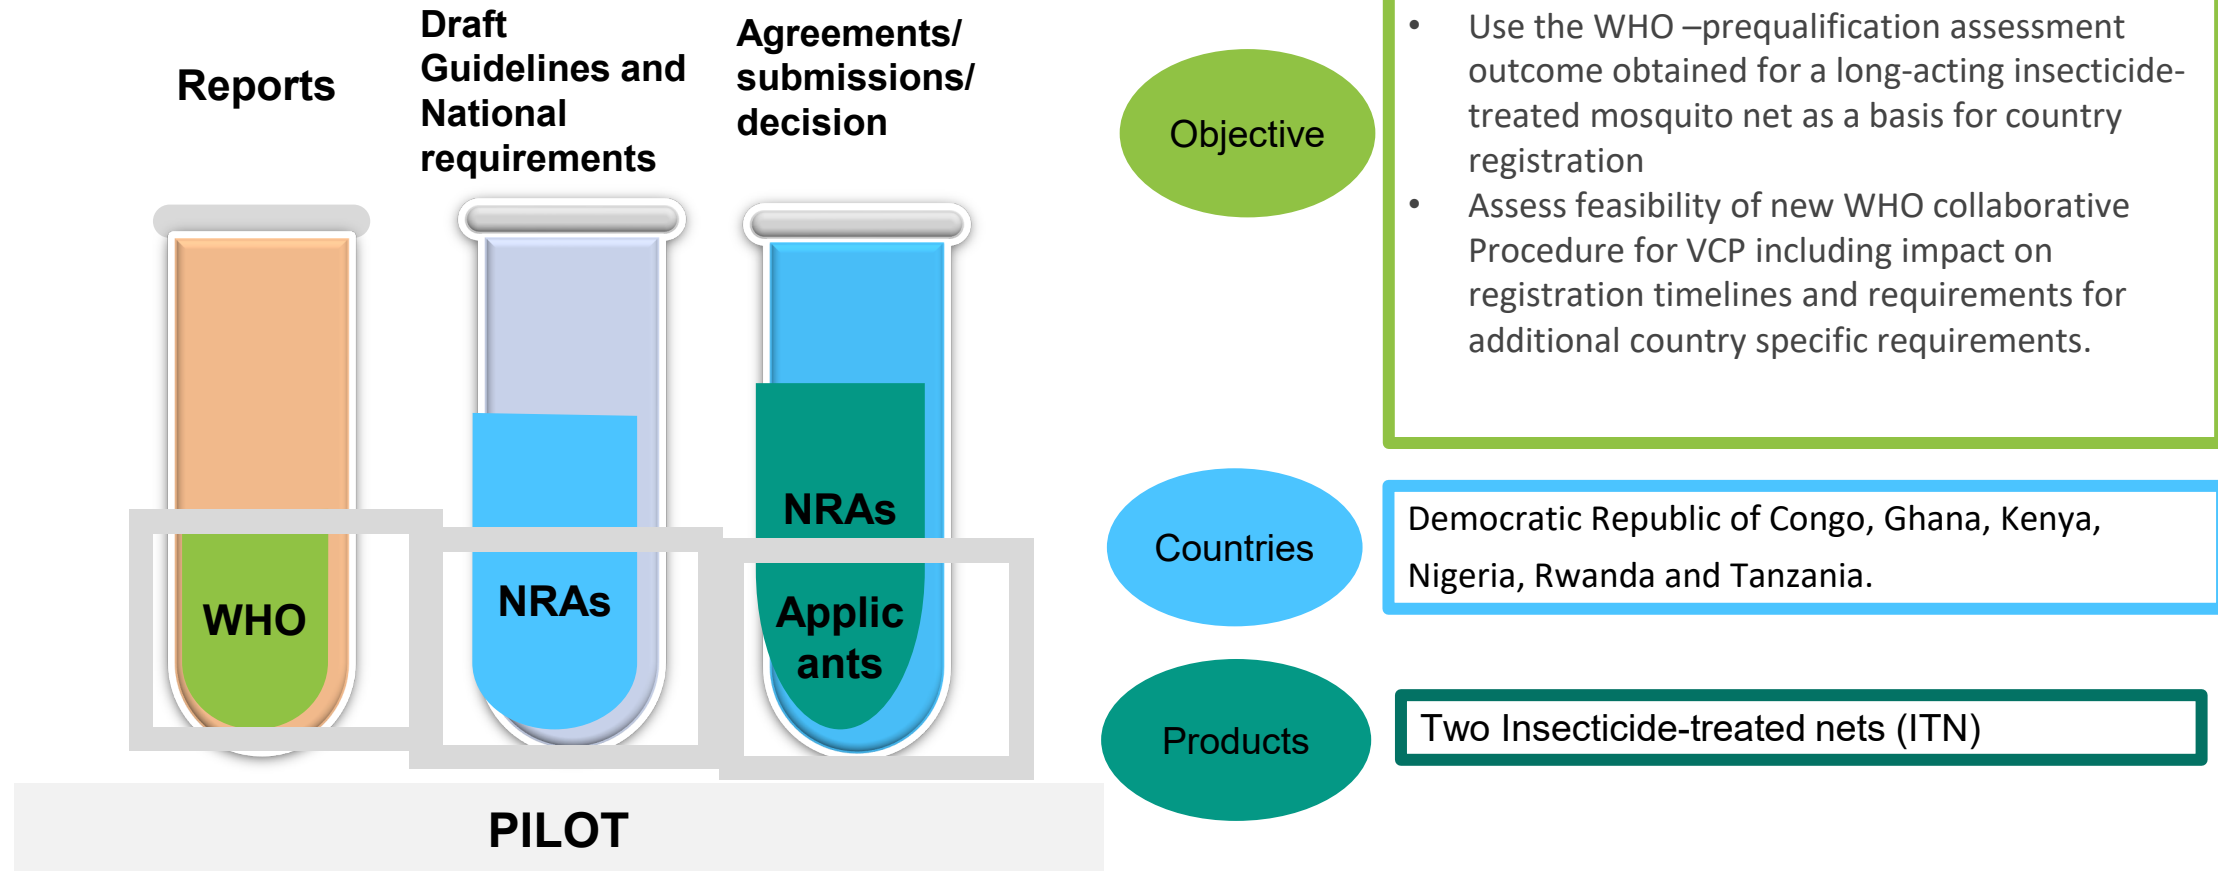 Reports
Draft
Guidelines and
National
requirements
Agreements/
submissions/
decision
WHO
NRAs
NRAs
Applic
ants
PILOT
Objective
• Use the WHO –prequalification assessment
outcome obtained for a long-acting insecticide-
treated mosquito net as a basis for country
registration
• Assess feasibility of new WHO collaborative
Procedure for VCP including impact on
registration timelines and requirements for
additional country specific requirements.
Countries
Democratic Republic of Congo, Ghana, Kenya,
Nigeria, Rwanda and Tanzania.
Products
Two Insecticide-treated nets (ITN)